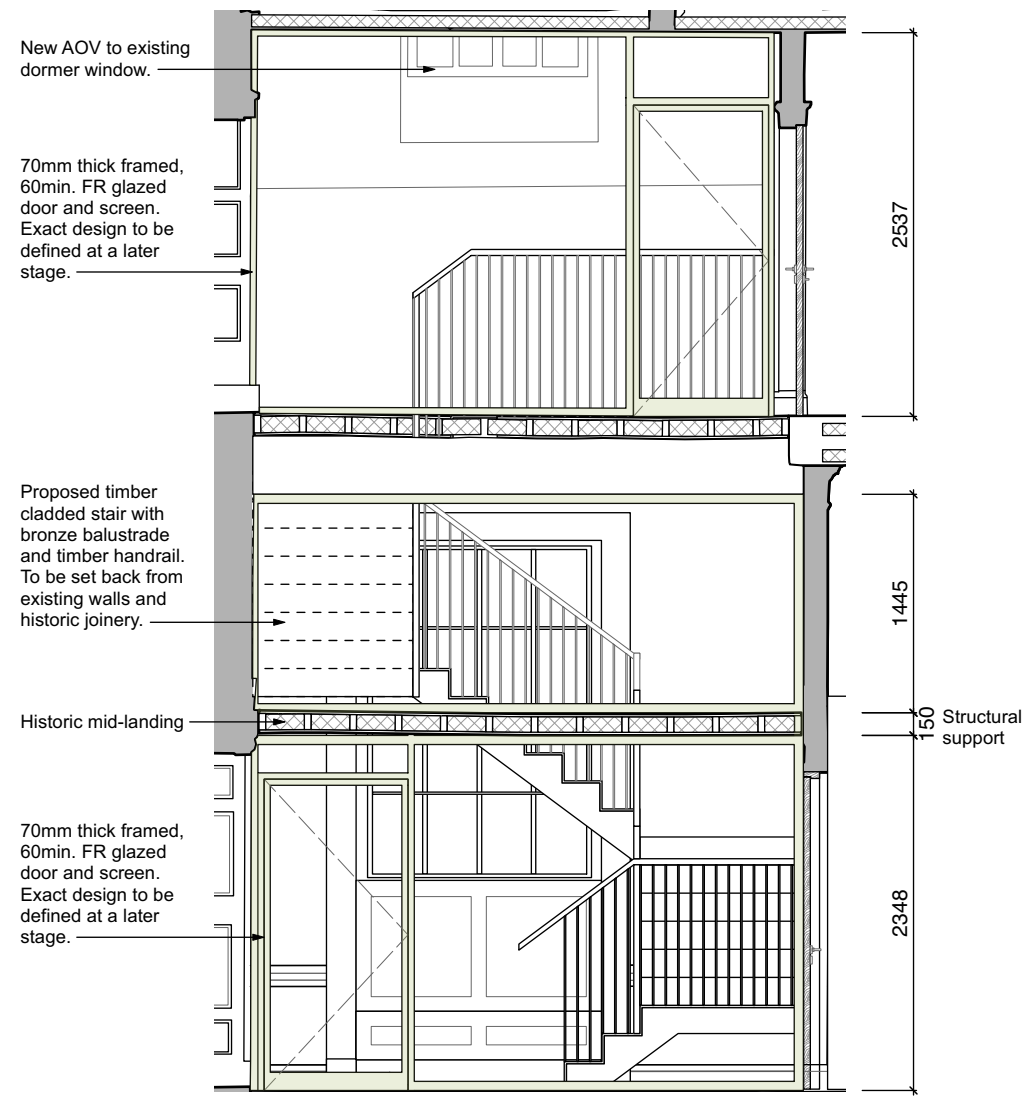 New AOV to existing
dormer window.
70mm thick framed,
60min. FR glazed
door and screen.
Exact design to be
defined at a later
stage.
2537
Proposed timber
cladded stair with
bronze balustrade
and timber handrail.
To be set back from
existing walls and
historic joinery.
1445
Historic mid-landing
150
Structural
support
70mm thick framed,
60min. FR glazed
door and screen.
Exact design to be
defined at a later
stage.
2348